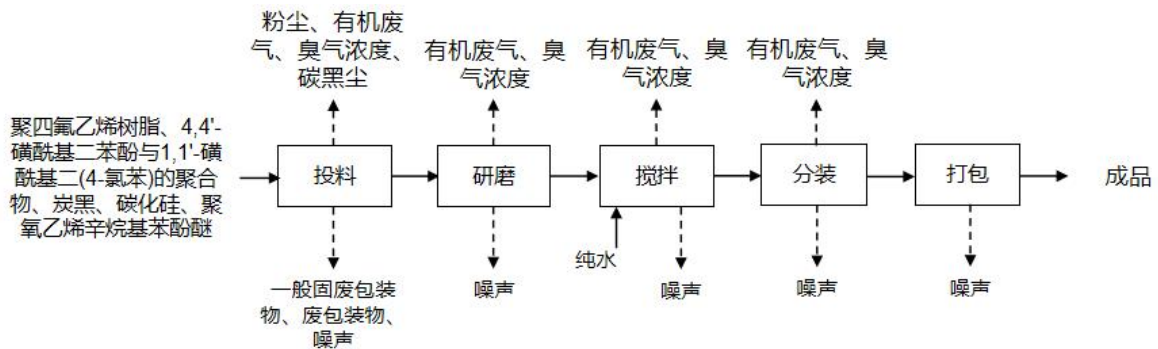 粉尘、有机废
气、臭气浓度、
碳黑尘
有机废气、臭
气浓度
有机废气、臭
气浓度
有机废气、臭
气浓度
聚四氟乙烯树脂、4,4'-
磺酰基二苯酚与1,1'-磺
酰基二(4-氯苯)的聚合
物、炭黑、碳化硅、聚
氧乙烯辛烷基苯酚醚
投料
研磨
搅拌
分装
打包
成品
纯水
一般固废包装
物、废包装物、
噪声
噪声
噪声
噪声
噪声